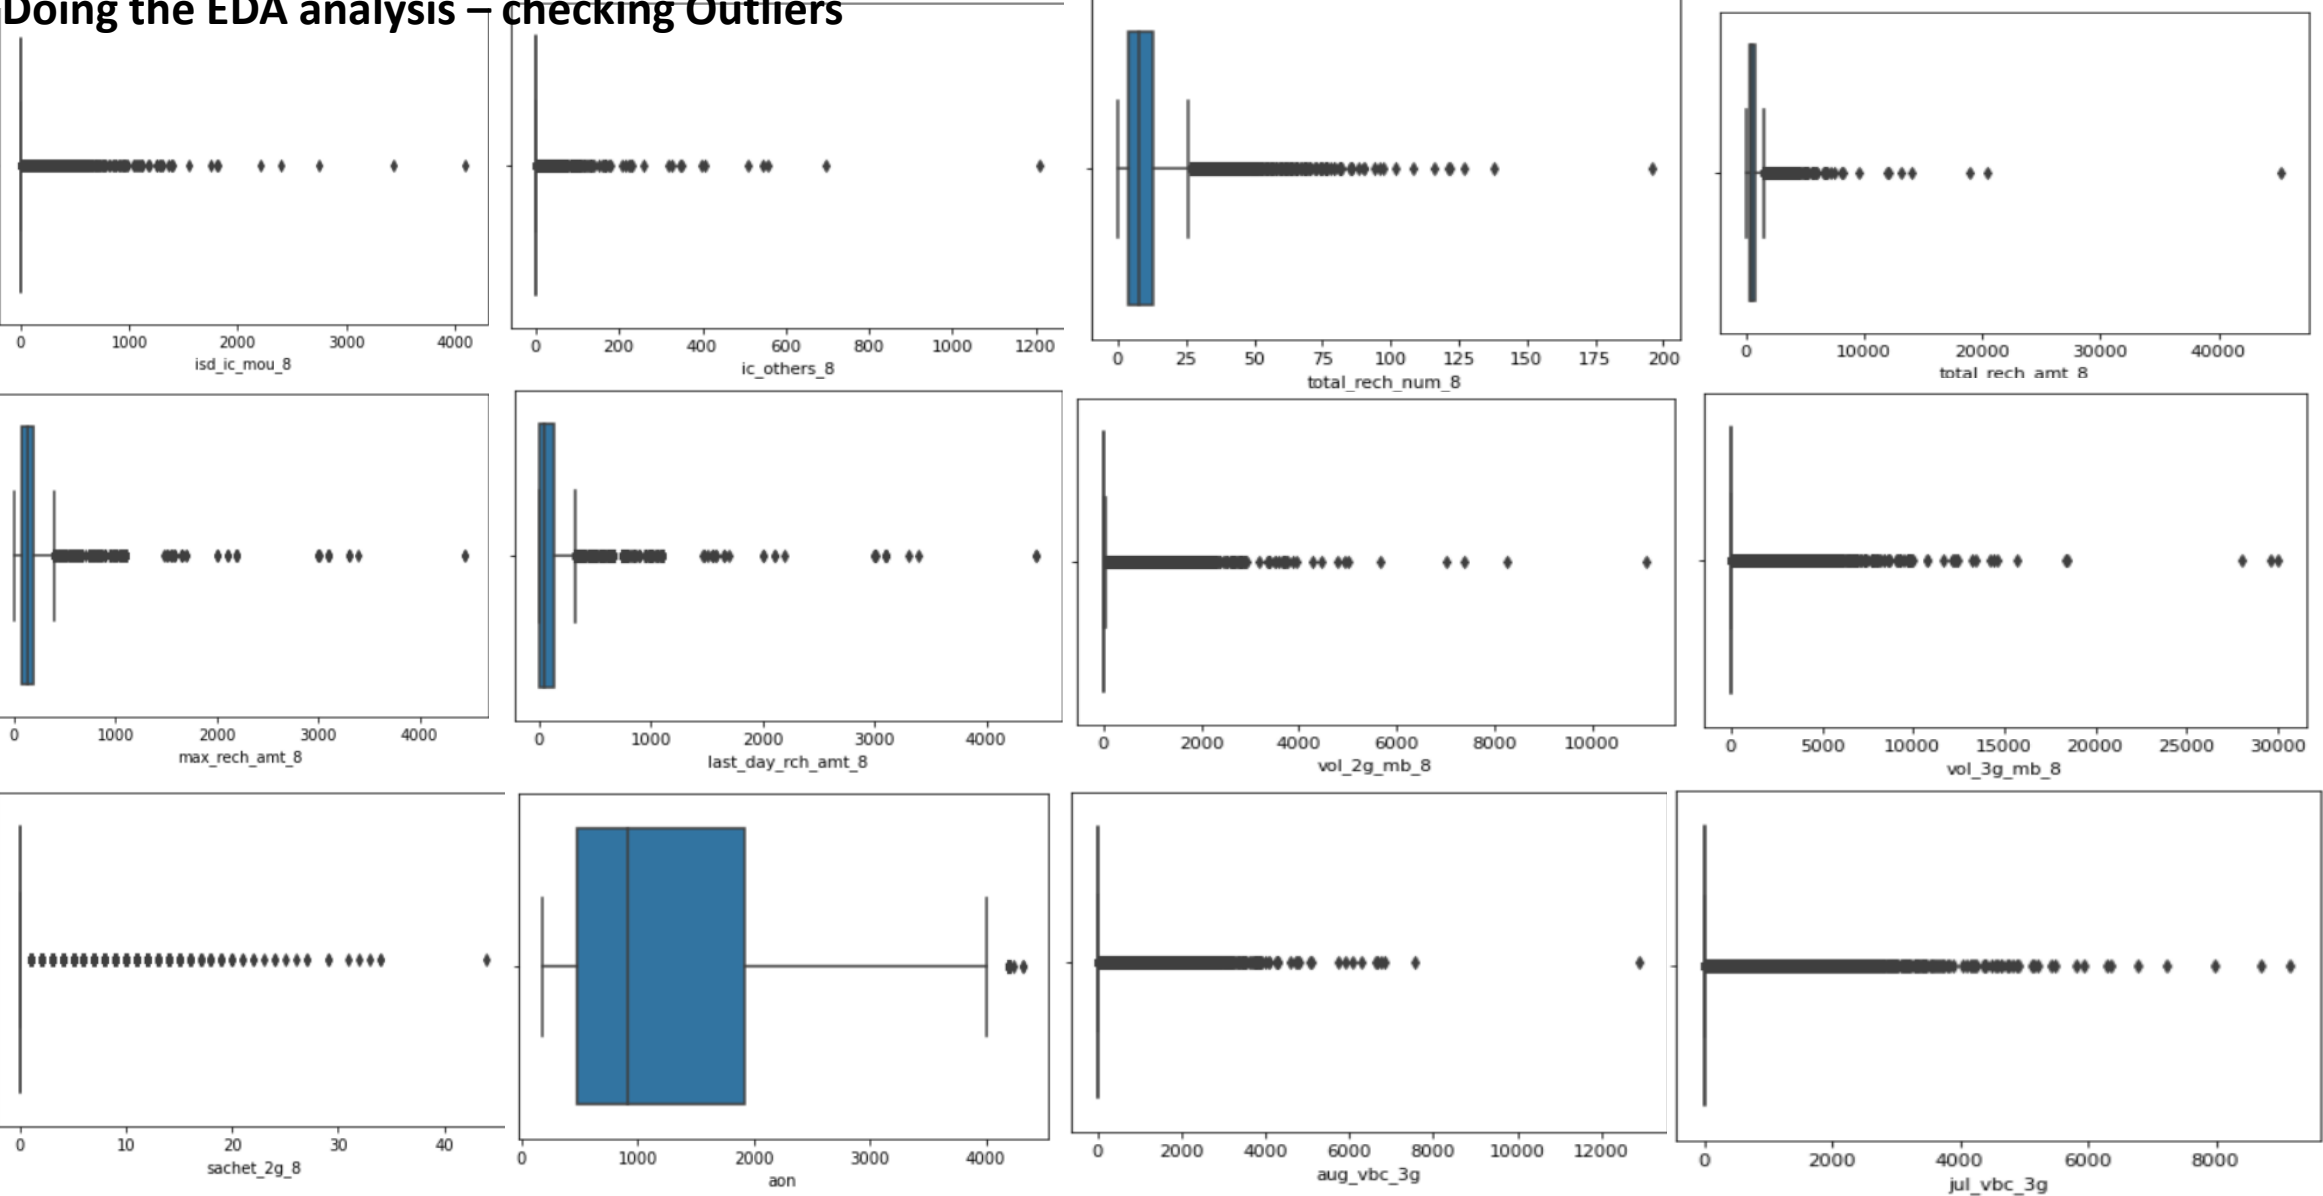 Doing the EDA analysis – checking Outliers
0 1000 2000 3000 4000
isd_ic_mou_8
0 200 400 600 800 1000 1200
ic_others_8
0 25 50 75 100 125 150 175 200
total_rech_num_8
0 10000 20000 30000 40000
total_rech_amt_8
0 1000 2000 3000 4000
max_rech_amt_8
0 1000 2000 3000 4000
last_day_rch_amt_8
0 2000 4000 6000 8000 10000
vol_2g_mb_8
0 5000 10000 15000 20000 25000 30000
vol_3g_mb_8
0 10 20 30 40
sachet_2g_8
0 1000 2000 3000 4000
aon
0 2000 4000 6000 8000 10000 12000
aug_vbc_3g
0 2000 4000 6000 8000
jul_vbc_3g